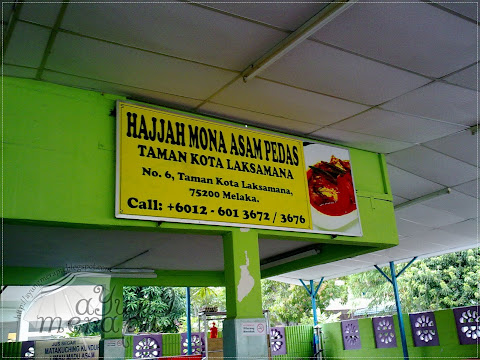 HAJJAH MONA ASAM PEDAS
TAMAN KOTA LAKSAMANA
No. 6, Taman Kota Laksamana,
75200 Melaka.
Call: +6012 - 601 3672 / 3676
MATAKUCHING